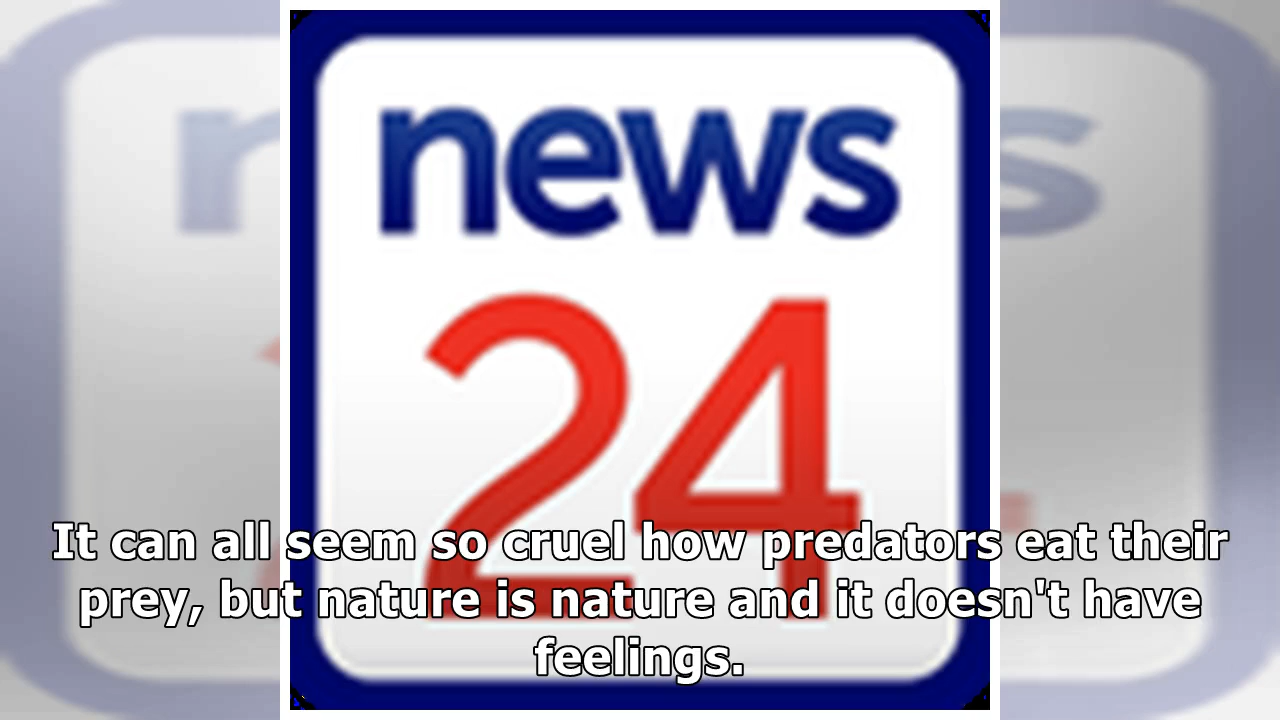 news
24
It can all seem so cruel how predators eat their
prey, but nature is nature and it doesn't have
feelings.